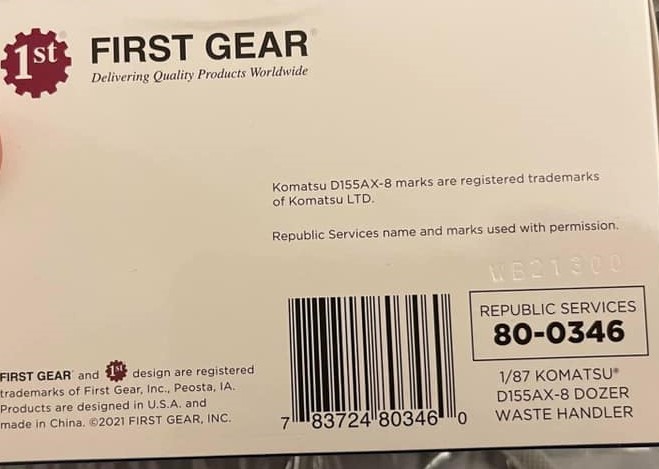 1st FIRST GEAR®
Delivering Quality Products Worldwide
Komatsu D155AX-8 marks are registered trademarks
of Komatsu LTD.
Republic Services name and marks used with permission.
WB21300
REPUBLIC SERVICES
80-0346
1/87 KOMATSU®
D155AX-8 DOZER
WASTE HANDLER
FIRST GEAR® and 1st design are registered
trademarks of First Gear, Inc., Peosta, IA.
Products are designed in U.S.A. and
made in China. ©2021 FIRST GEAR, INC.
7 83724 80346 0